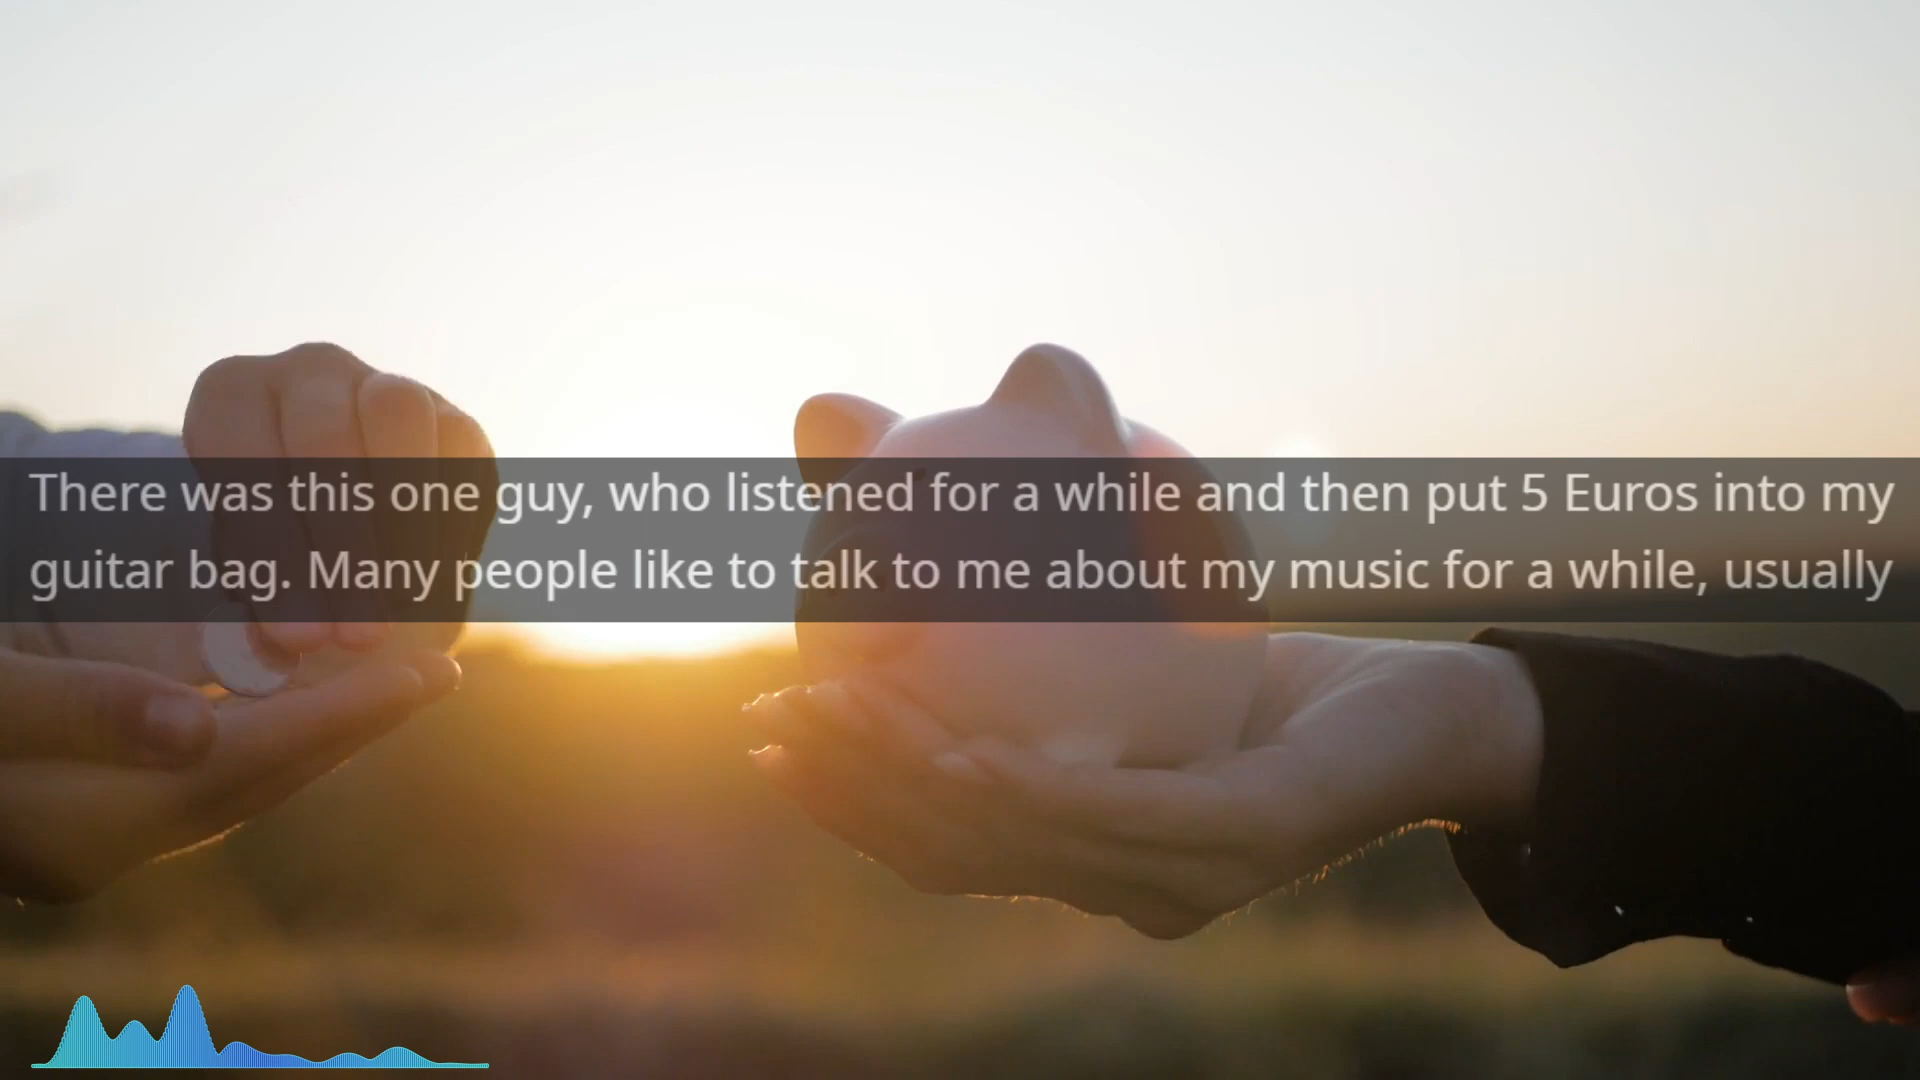 There was this one guy, who listened for a while and then put 5 Euros into my
guitar bag. Many people like to talk to me about my music for a while, usually